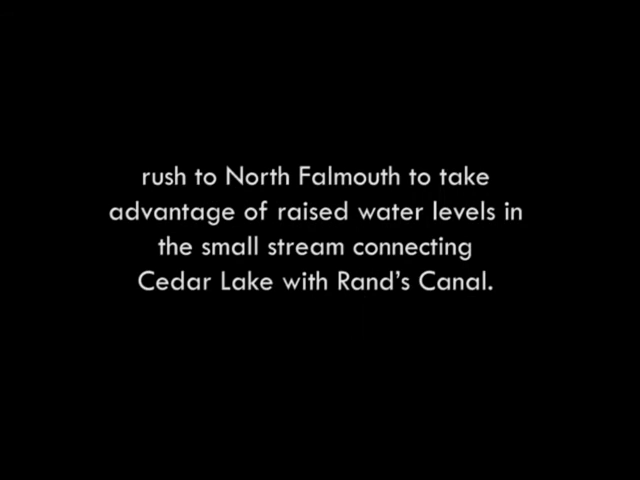 rush to North Falmouth to take
advantage of raised water levels in
the small stream connecting
Cedar Lake with Rand’s Canal.